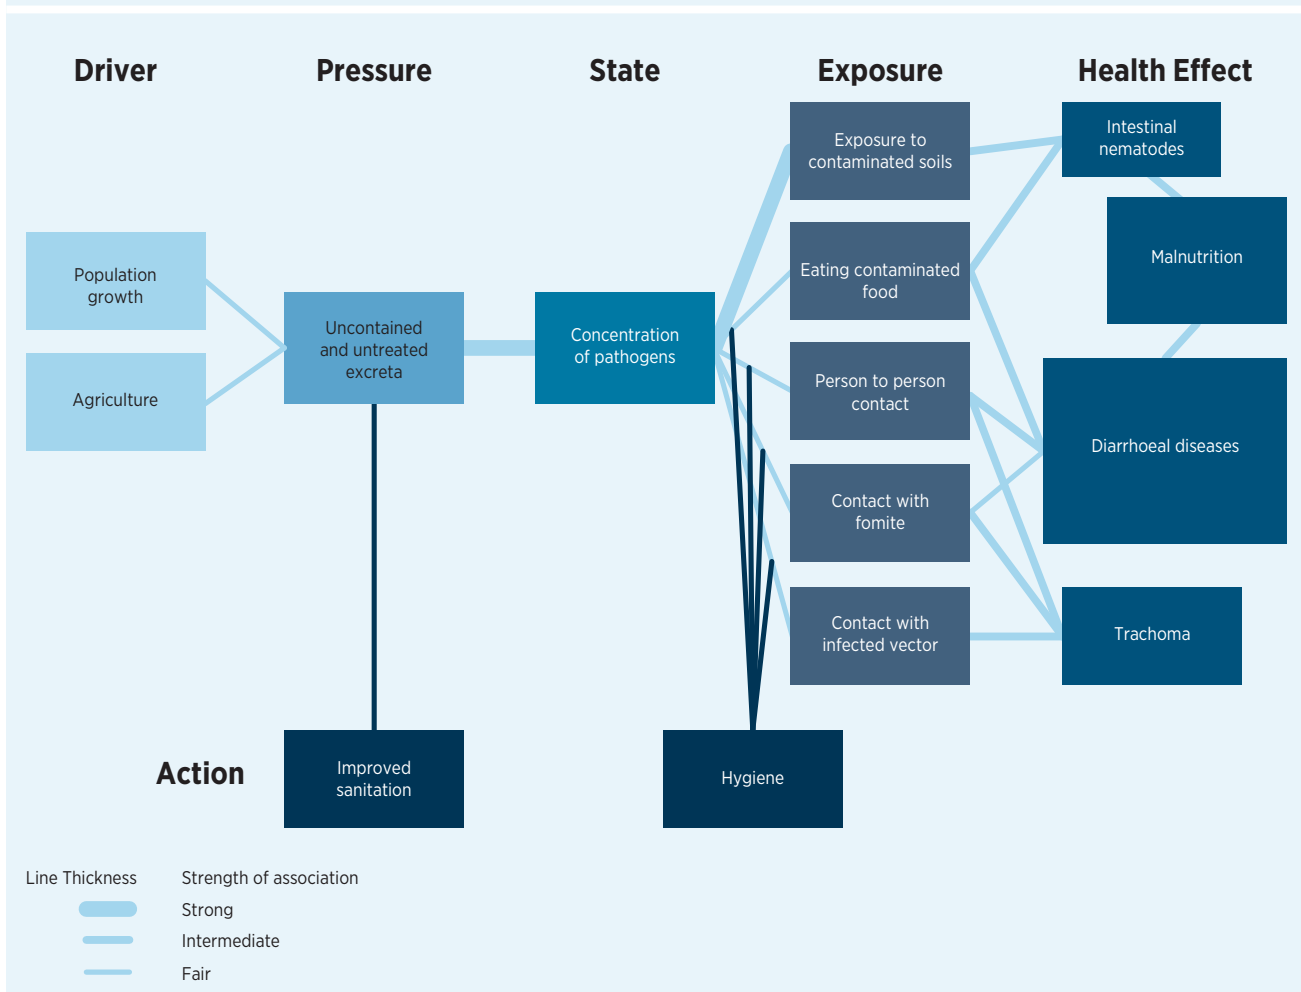 Driver
Pressure
State
Exposure
Health Effect
Population
growth
Agriculture
Uncontained
and untreated
excreta
Concentration
of pathogens
Exposure to
contaminated soils
Eating contaminated
food
Person to person
contact
Contact with
fomite
Contact with
infected vector
Intestinal
nematodes
Malnutrition
Diarrhoeal diseases
Trachoma
Action
Improved
sanitation
Hygiene
Line Thickness
Strength of association
Strong
Intermediate
Fair